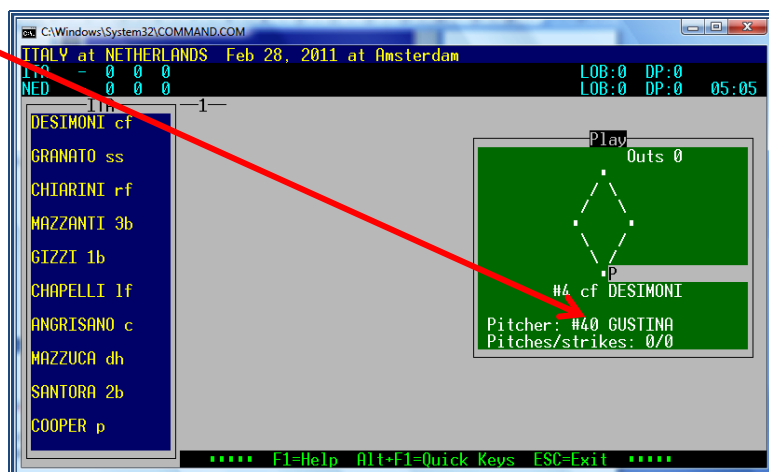 C:\Windows\System32\COMMAND.COM
ITALY at NETHERLANDS Feb 28, 2011 at Amsterdam
ITA - 0 0 0 LOB:0 DP:0
NED 0 0 0 LOB:0 DP:0 05:05
ITA 1
DESIMONI cf
GRANATO ss
CHIARINI rf
MAZZANTI 3b
GIZZI 1b
CHAPELLI lf
ANGRISANO c
MAZZUCA dh
SANTORA 2b
COOPER p
Play
Outs 0
P
#4 cf DESIMONI
Pitcher: #40 GUSTINA
Pitches/strikes: 0/0
F1=Help Alt+F1=Quick Keys ESC=Exit